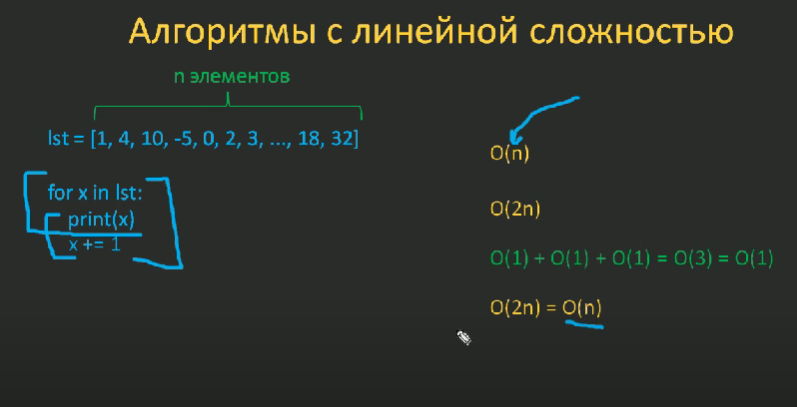 Алгоритмы с линейной сложностью
n элементов
lst = [1, 4, 10, -5, 0, 2, 3, ..., 18, 32]
for x in lst:
print(x)
x += 1
O(n)
O(2n)
O(1) + O(1) + O(1) = O(3) = O(1)
O(2n) = O(n)